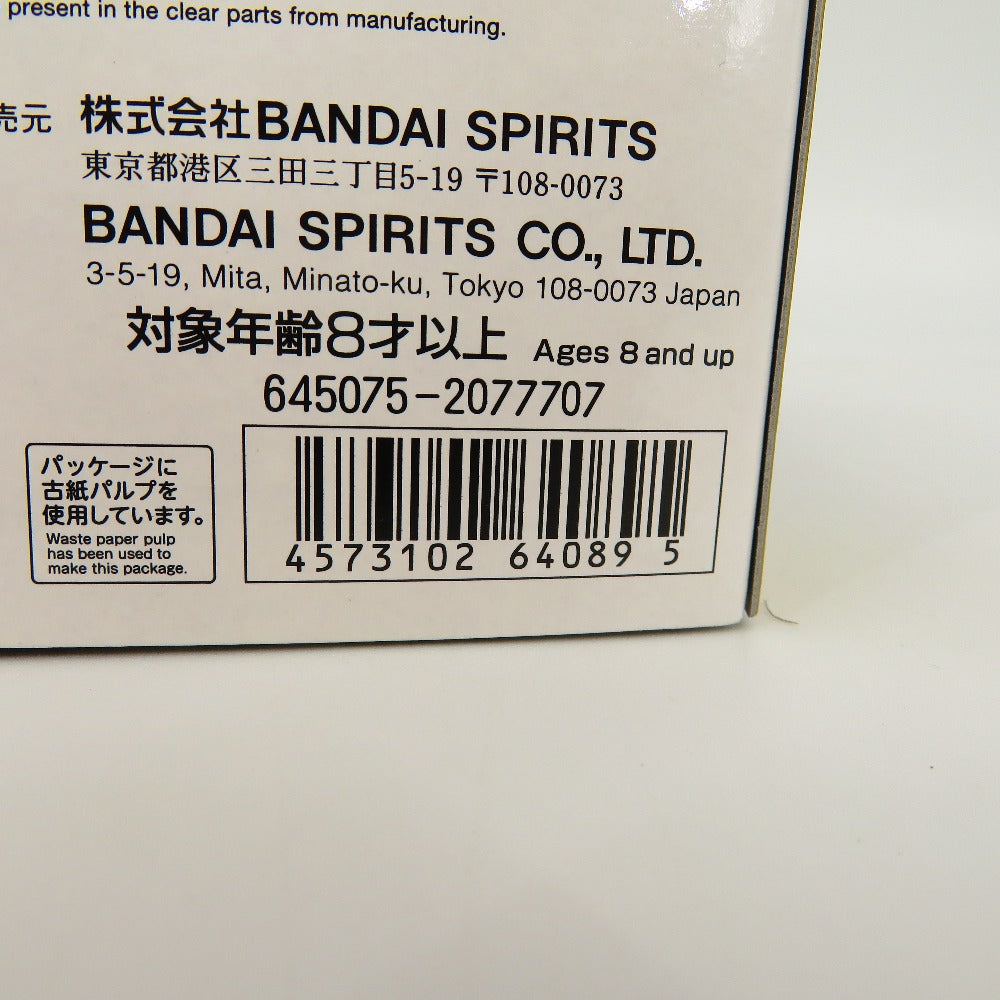 present in the clear parts from manufacturing.
売元 株式会社BANDAI SPIRITS
東京都港区三田三丁目5-19 〒108-0073
BANDAI SPIRITS CO., LTD.
3-5-19, Mita, Minato-ku, Tokyo 108-0073 Japan
対象年齢8才以上 Ages 8 and up
645075-2077707
パッケージに
古紙パルプを
使用しています。
Waste paper pulp
has been used to
make this package.
4573102 64089 5